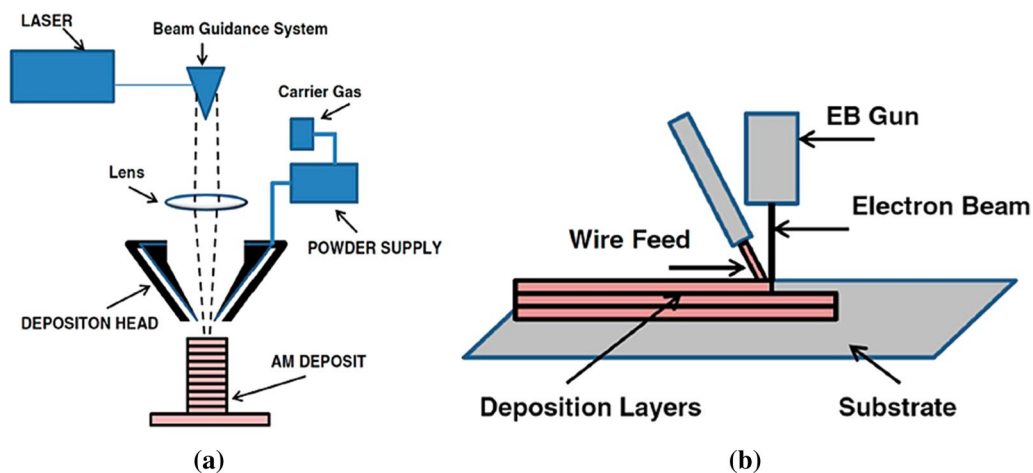 LASER
Beam Guidance System
Carrier Gas
Lens
POWDER SUPPLY
DEPOSITON HEAD
AM DEPOSIT
(a)
EB Gun
Electron Beam
Wire Feed
Deposition Layers
Substrate
(b)